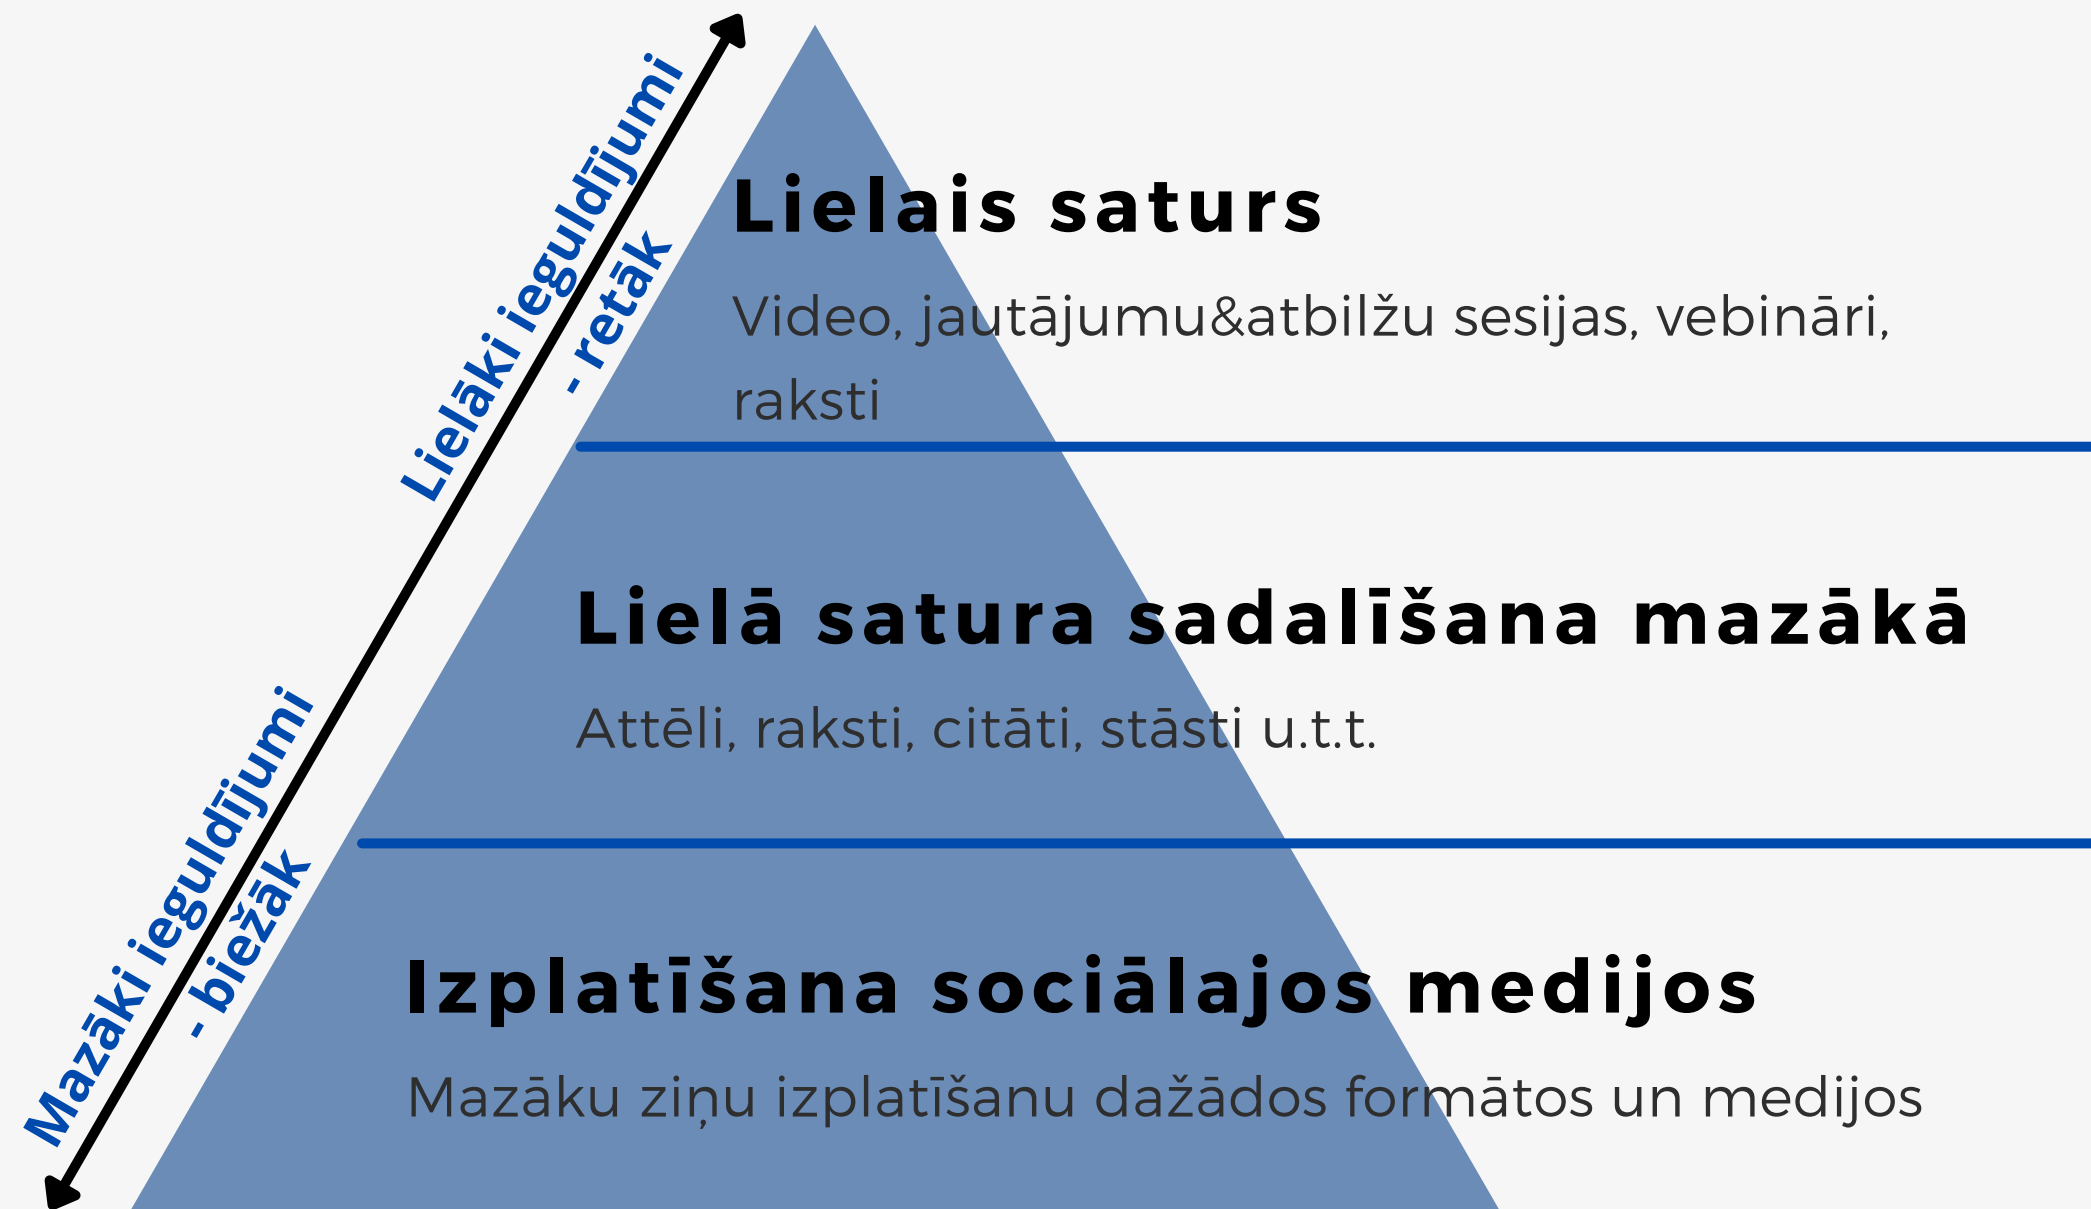 Lielāki ieguldījumi
- retāk
Lielais saturs
Video, jautājumu&atbilžu sesijas, vebināri,
raksti
Lielā satura sadalīšana mazākā
Attēli, raksti, citāti, stāsti u.t.t.
Mazāki ieguldījumi
- biežāk
Izplatīšana sociālajos medijos
Mazāku ziņu izplatīšanu dažādos formātos un medijos